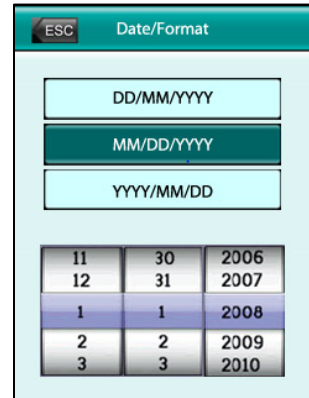 ESC Date/Format
DD/MM/YYYY
MM/DD/YYYY
YYYY/MM/DD
11 30 2006
12 31 2007
1 1 2008
2 2 2009
3 3 2010